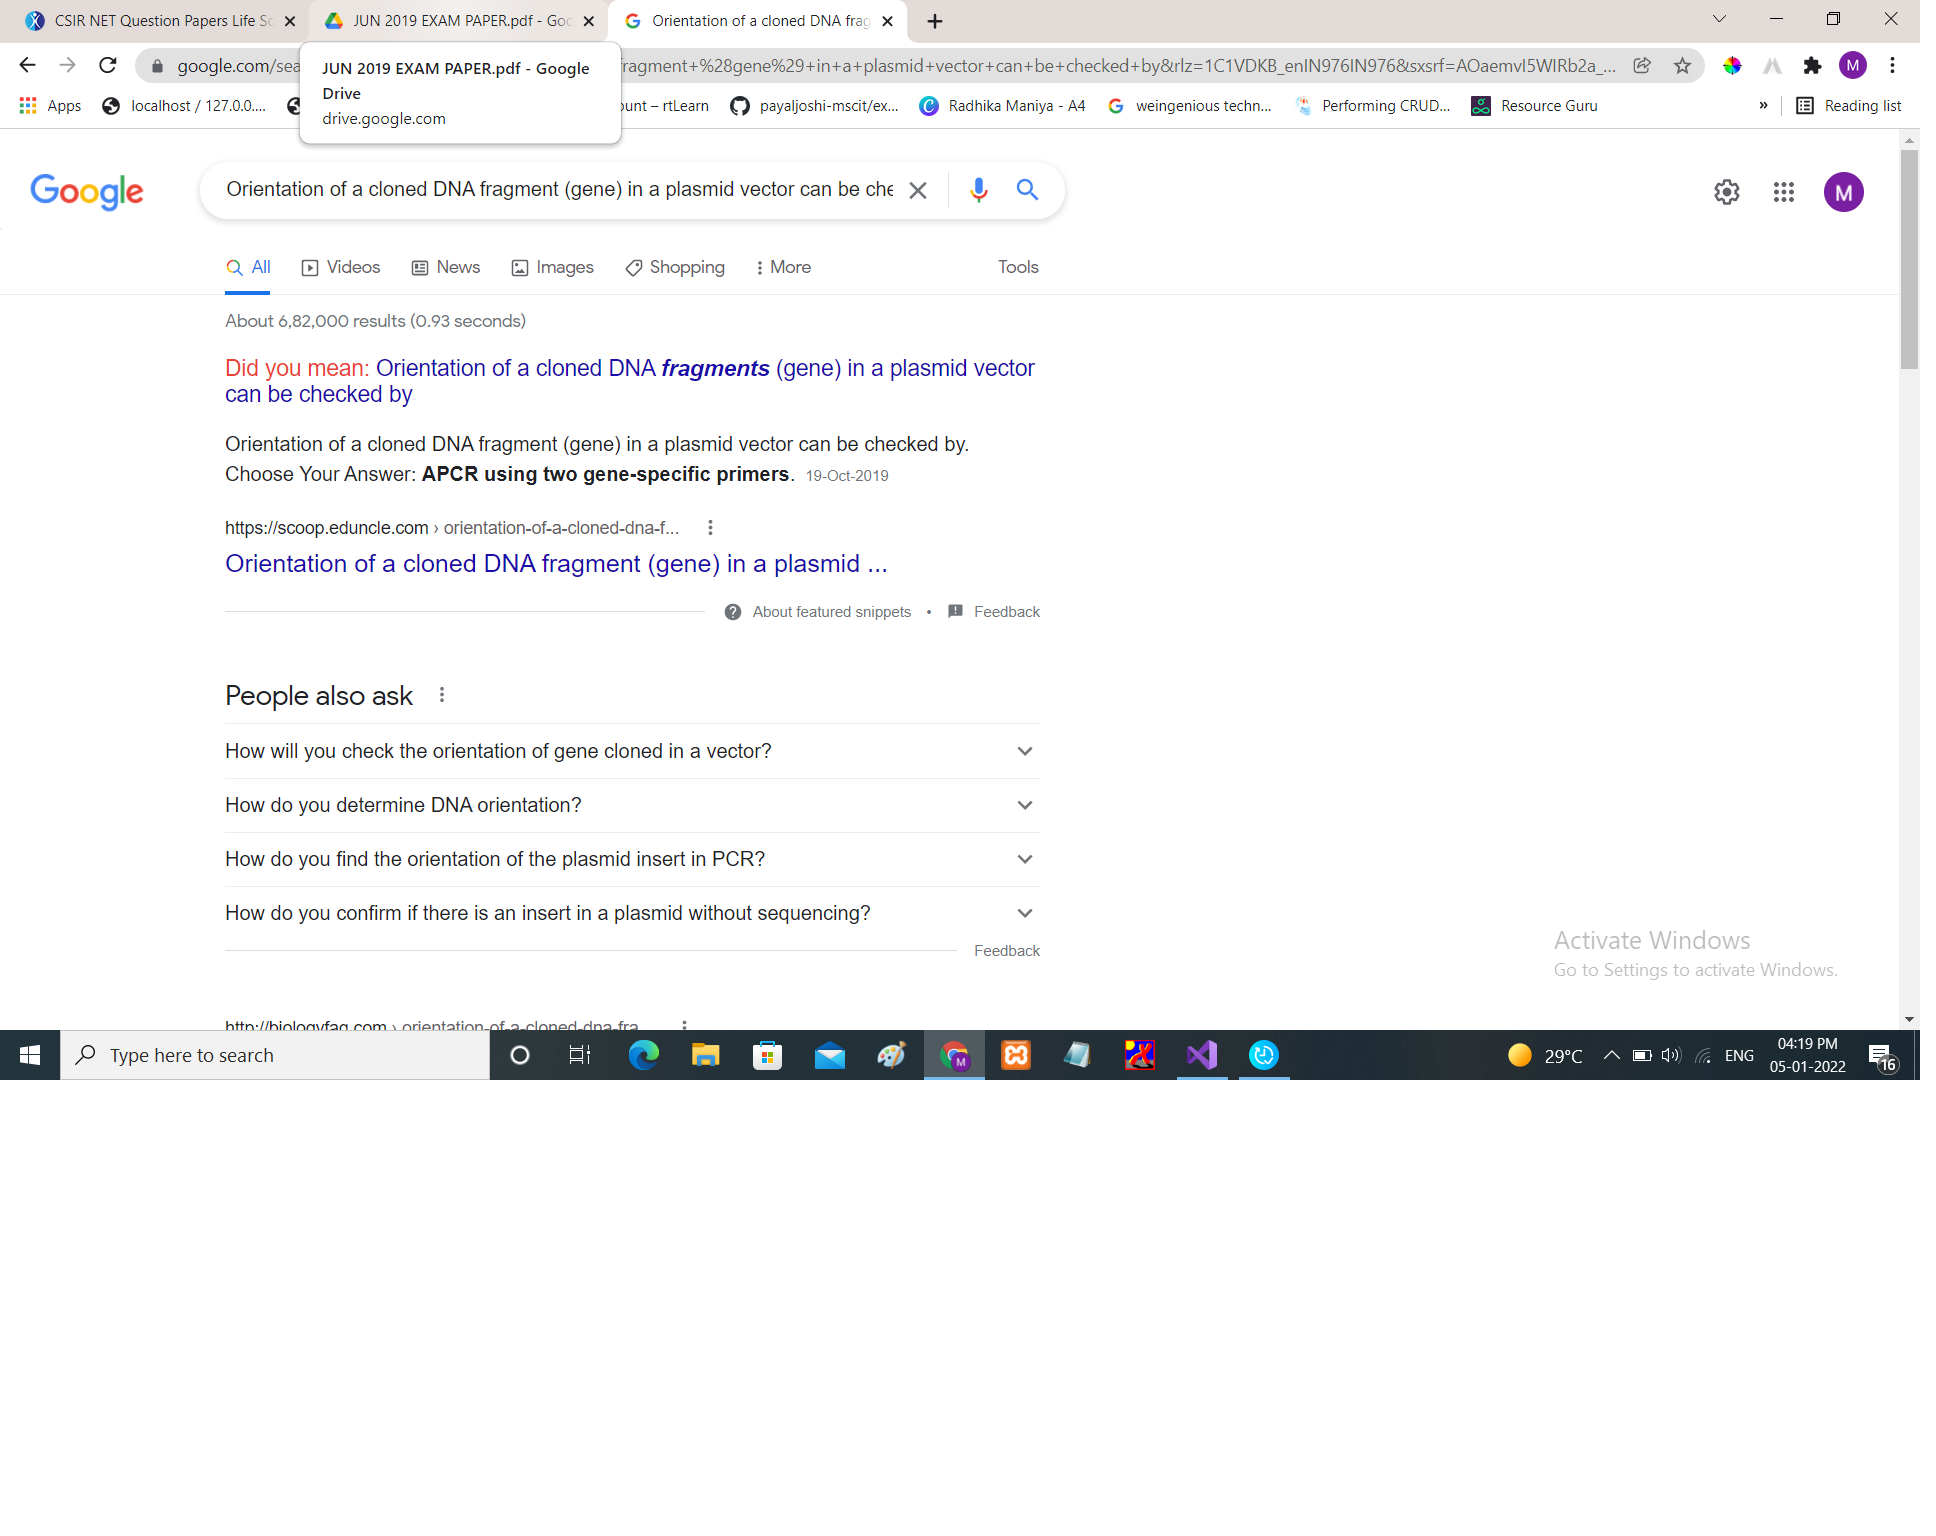 CSIR NET Question Papers Life Sc
JUN 2019 EXAM PAPER.pdf - Goo
Orientation of a cloned DNA frag
google.com/sea
fragment+%28gene%29+in+a+plasmid+vector+can+be+checked+by&rlz=1C1VDKB_enIN976IN976&sxsrf=AOaemvI5WIRb2a_...
M
JUN 2019 EXAM PAPER.pdf - Google
Drive
drive.google.com
Apps
localhost / 127.0.0....
unt – rtLearn
payaljoshi-mscit/ex...
Radhika Maniya - A4
weingenious techn...
Performing CRUD...
Resource Guru
»
Reading list
Google
Orientation of a cloned DNA fragment (gene) in a plasmid vector can be che
M
All
Videos
News
Images
Shopping
More
Tools
About 6,82,000 results (0.93 seconds)
Did you mean: Orientation of a cloned DNA fragments (gene) in a plasmid vector
can be checked by
Orientation of a cloned DNA fragment (gene) in a plasmid vector can be checked by.
Choose Your Answer: APCR using two gene-specific primers. 19-Oct-2019
https://scoop.eduncle.com › orientation-of-a-cloned-dna-f...
Orientation of a cloned DNA fragment (gene) in a plasmid ...
About featured snippets • Feedback
People also ask
How will you check the orientation of gene cloned in a vector?
How do you determine DNA orientation?
How do you find the orientation of the plasmid insert in PCR?
How do you confirm if there is an insert in a plasmid without sequencing?
Feedback
Activate Windows
Go to Settings to activate Windows.
http://biologyfaq.com › orientation-of-a-cloned-dna-fra...
Type here to search
M
29°C
ENG
04:19 PM
05-01-2022
16